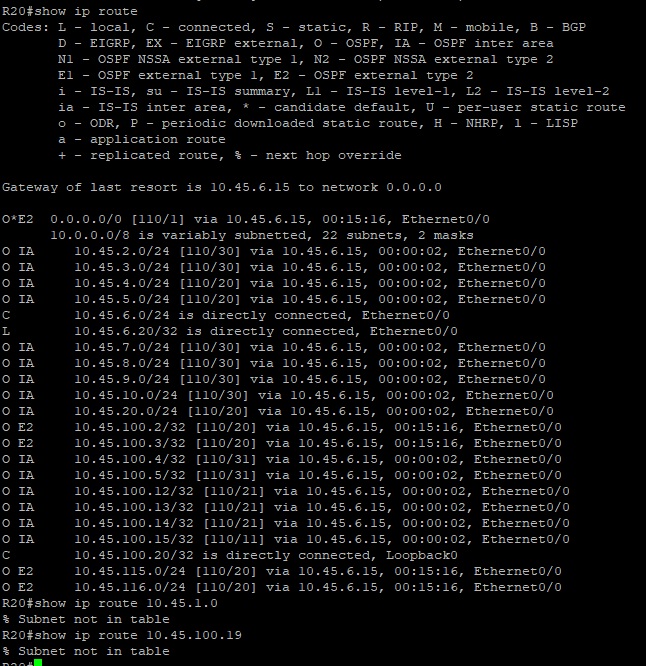 R20#show ip route
Codes: L - local, C - connected, S - static, R - RIP, M - mobile, B - BGP
       D - EIGRP, EX - EIGRP external, O - OSPF, IA - OSPF inter area
       N1 - OSPF NSSA external type 1, N2 - OSPF NSSA external type 2
       E1 - OSPF external type 1, E2 - OSPF external type 2
       i - IS-IS, su - IS-IS summary, L1 - IS-IS level-1, L2 - IS-IS level-2
       ia - IS-IS inter area, * - candidate default, U - per-user static route
       o - ODR, P - periodic downloaded static route, H - NHRP, l - LISP
       a - application route
       + - replicated route, % - next hop override
Gateway of last resort is 10.45.6.15 to network 0.0.0.0
O*E2  0.0.0.0/0 [110/1] via 10.45.6.15, 00:15:16, Ethernet0/0
      10.0.0.0/8 is variably subnetted, 22 subnets, 2 masks
O IA     10.45.2.0/24 [110/30] via 10.45.6.15, 00:00:02, Ethernet0/0
O IA     10.45.3.0/24 [110/30] via 10.45.6.15, 00:00:02, Ethernet0/0
O IA     10.45.4.0/24 [110/20] via 10.45.6.15, 00:00:02, Ethernet0/0
O IA     10.45.5.0/24 [110/20] via 10.45.6.15, 00:00:02, Ethernet0/0
C        10.45.6.0/24 is directly connected, Ethernet0/0
L        10.45.6.20/32 is directly connected, Ethernet0/0
O IA     10.45.7.0/24 [110/30] via 10.45.6.15, 00:00:02, Ethernet0/0
O IA     10.45.8.0/24 [110/30] via 10.45.6.15, 00:00:02, Ethernet0/0
O IA     10.45.9.0/24 [110/30] via 10.45.6.15, 00:00:02, Ethernet0/0
O IA     10.45.10.0/24 [110/30] via 10.45.6.15, 00:00:02, Ethernet0/0
O IA     10.45.20.0/24 [110/20] via 10.45.6.15, 00:00:02, Ethernet0/0
O E2     10.45.100.2/32 [110/20] via 10.45.6.15, 00:15:16, Ethernet0/0
O E2     10.45.100.3/32 [110/20] via 10.45.6.15, 00:15:16, Ethernet0/0
O IA     10.45.100.4/32 [110/31] via 10.45.6.15, 00:00:02, Ethernet0/0
O IA     10.45.100.5/32 [110/31] via 10.45.6.15, 00:00:02, Ethernet0/0
O IA     10.45.100.12/32 [110/21] via 10.45.6.15, 00:00:02, Ethernet0/0
O IA     10.45.100.13/32 [110/21] via 10.45.6.15, 00:00:02, Ethernet0/0
O IA     10.45.100.14/32 [110/21] via 10.45.6.15, 00:00:02, Ethernet0/0
O IA     10.45.100.15/32 [110/11] via 10.45.6.15, 00:00:02, Ethernet0/0
C        10.45.100.20/32 is directly connected, Loopback0
O E2     10.45.115.0/24 [110/20] via 10.45.6.15, 00:15:16, Ethernet0/0
O E2     10.45.116.0/24 [110/20] via 10.45.6.15, 00:15:16, Ethernet0/0
R20#show ip route 10.45.1.0
% Subnet not in table
R20#show ip route 10.45.100.19
% Subnet not in table
R20#